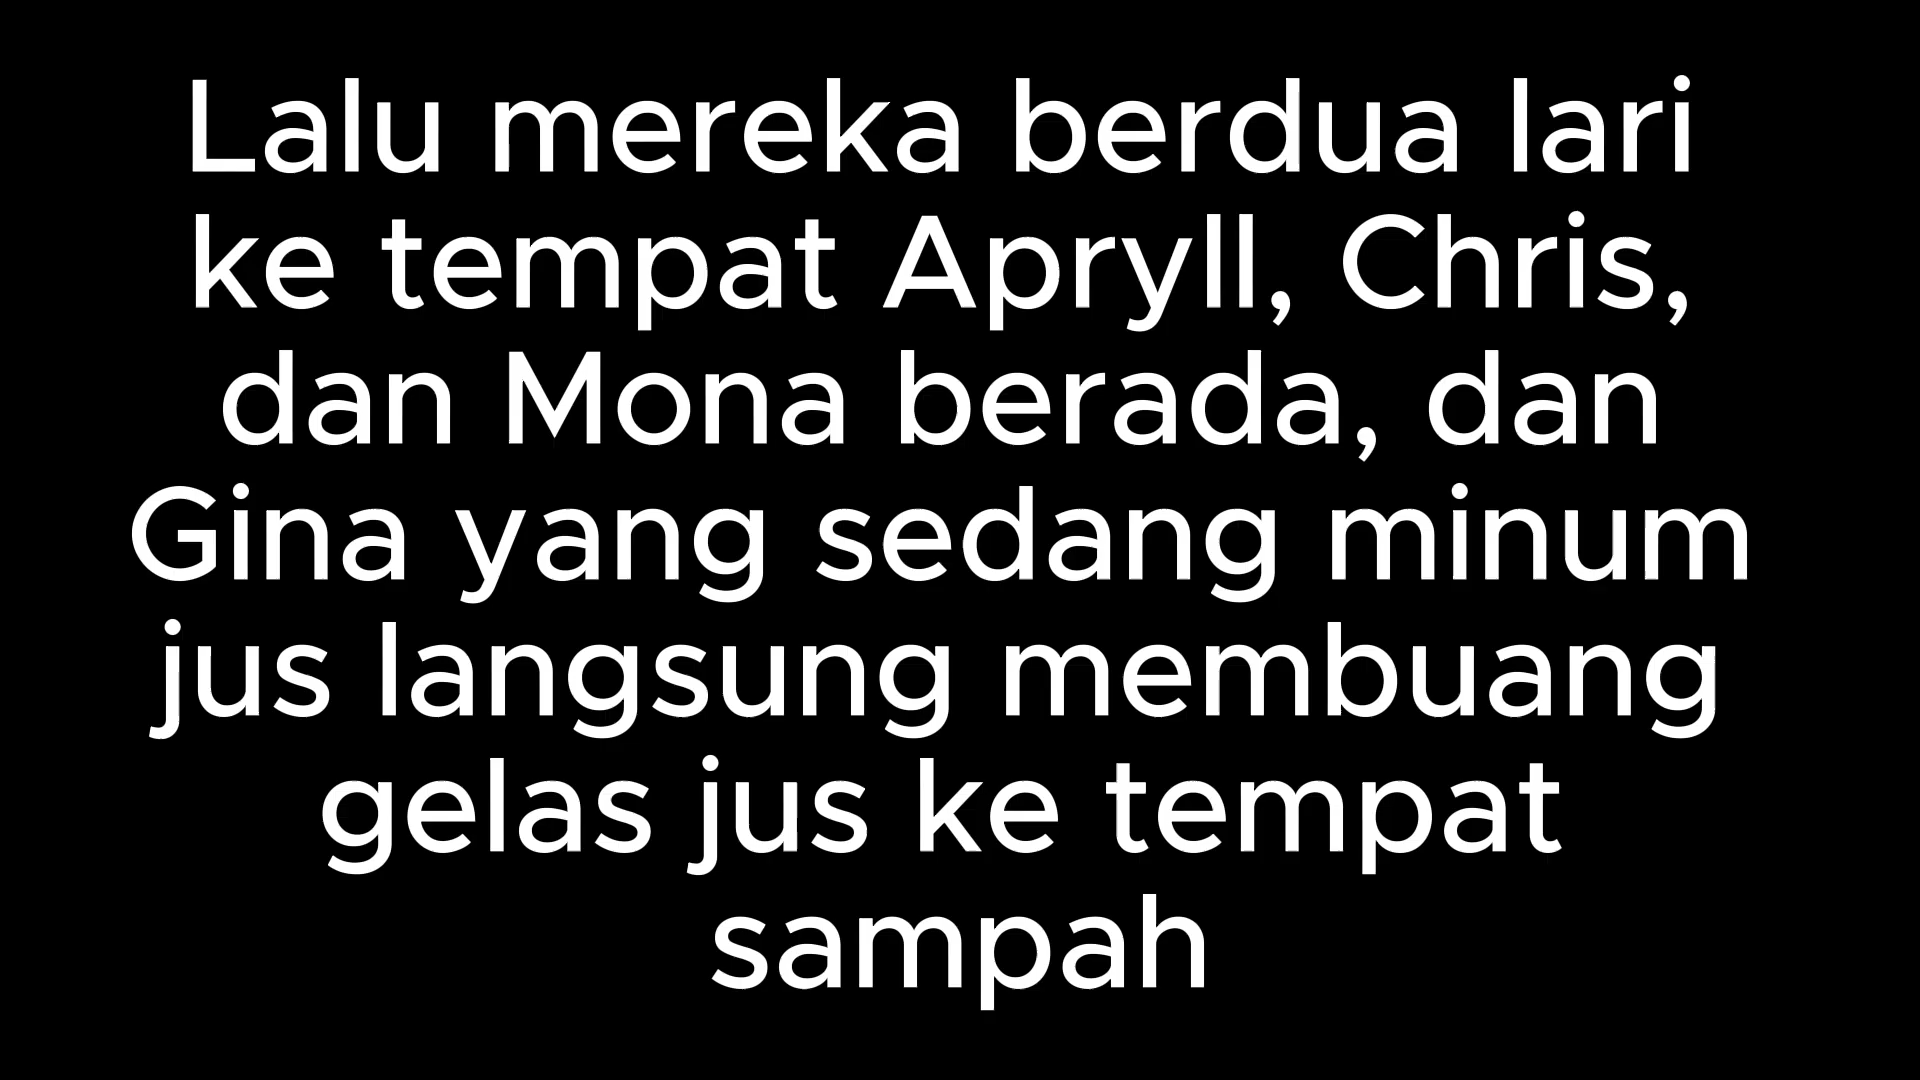 Lalu mereka berdua lari
ke tempat Apryll, Chris,
dan Mona berada, dan
Gina yang sedang minum
jus langsung membuang
gelas jus ke tempat
sampah